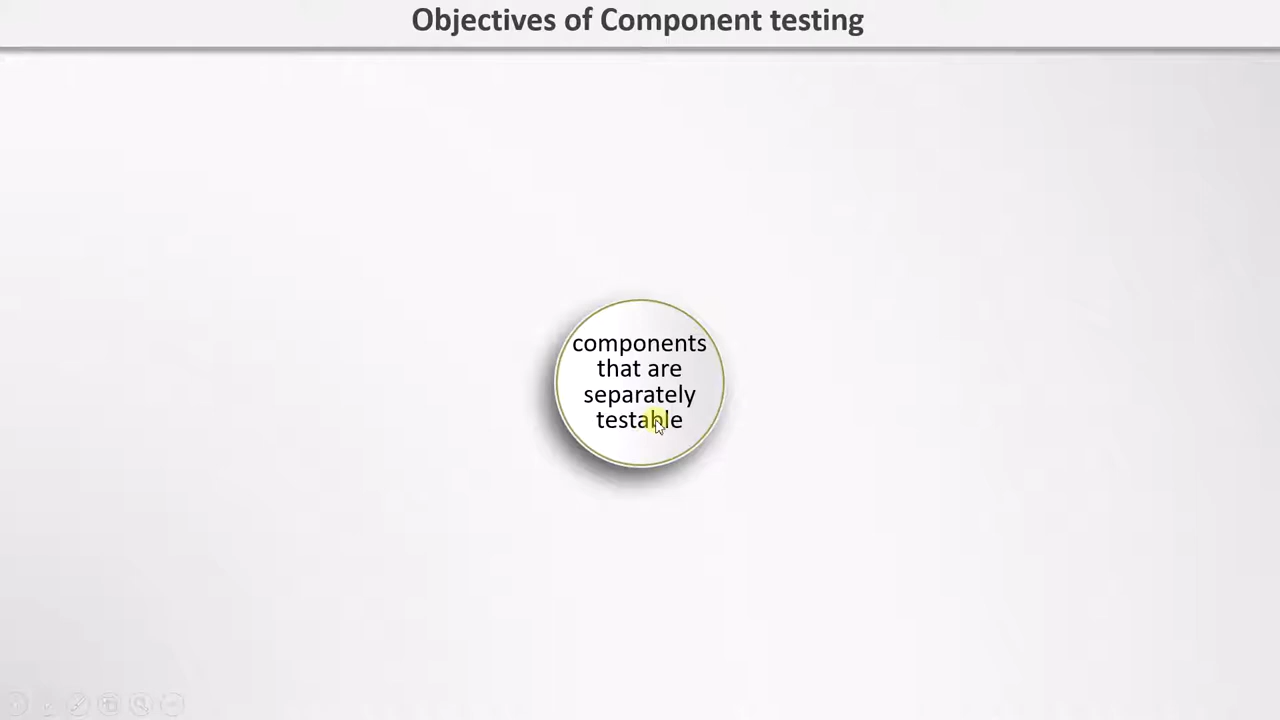 Objectives of Component testing
components
that are
separately
testable